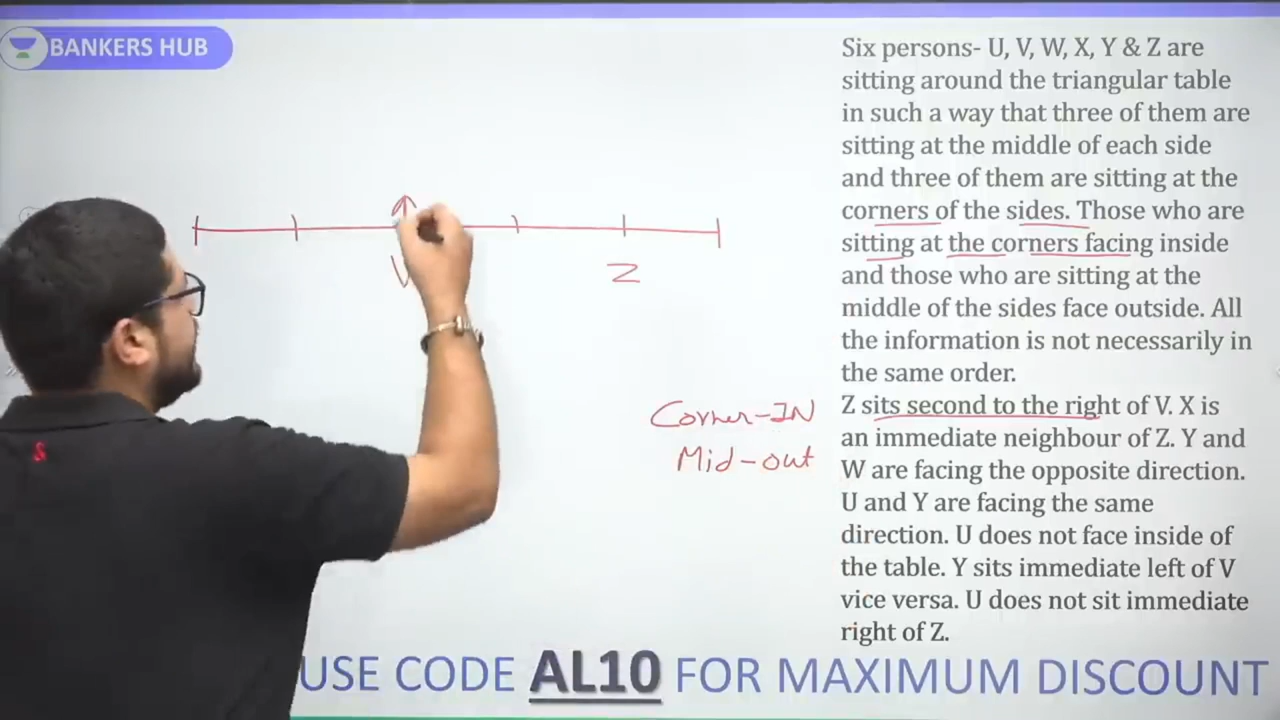 BANKERS HUB
Six persons- U, V, W, X, Y & Z are
sitting around the triangular table
in such a way that three of them are
sitting at the middle of each side
and three of them are sitting at the
corners of the sides. Those who are
sitting at the corners facing inside
and those who are sitting at the
middle of the sides face outside. All
the information is not necessarily in
the same order.
Z sits second to the right of V. X is
an immediate neighbour of Z. Y and
W are facing the opposite direction.
U and Y are facing the same
direction. U does not face inside of
the table. Y sits immediate left of V
vice versa. U does not sit immediate
right of Z.
V
Z
Corner-IN
Mid-out
S
USE CODE AL10 FOR MAXIMUM DISCOUNT